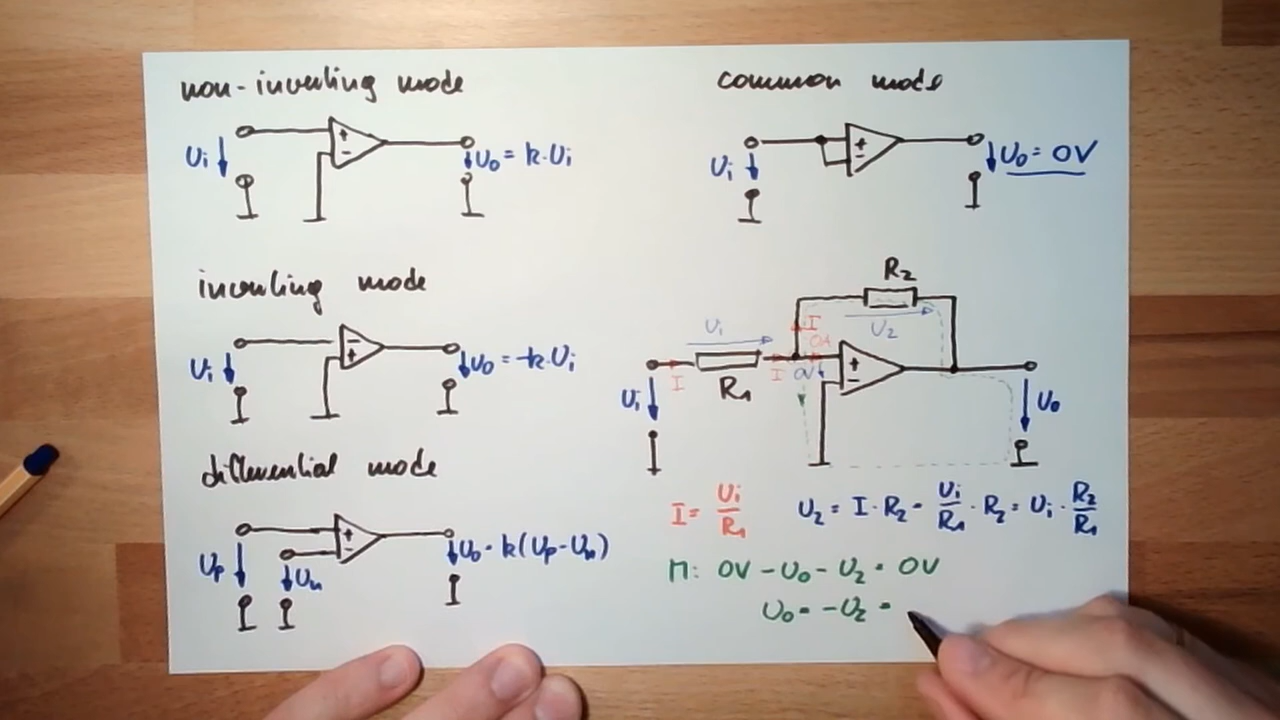 non-inverting mode
Ui
+
-
Uo = k·Ui
inverting mode
Ui
-
+
Uo = -k·Ui
differential mode
Up
Un
+
-
Uo = k(Up-Un)
common mode
Ui
+
-
Uo = 0V
R2
U2
I
0A
Ui
I
I
0V
R1
+
-
Ui
Uo
I = Ui/R1
U2 = I·R2 = Ui/R1 · R2 = Ui · R2/R1
П: 0V - Uo - U2 = 0V
Uo = -U2 =